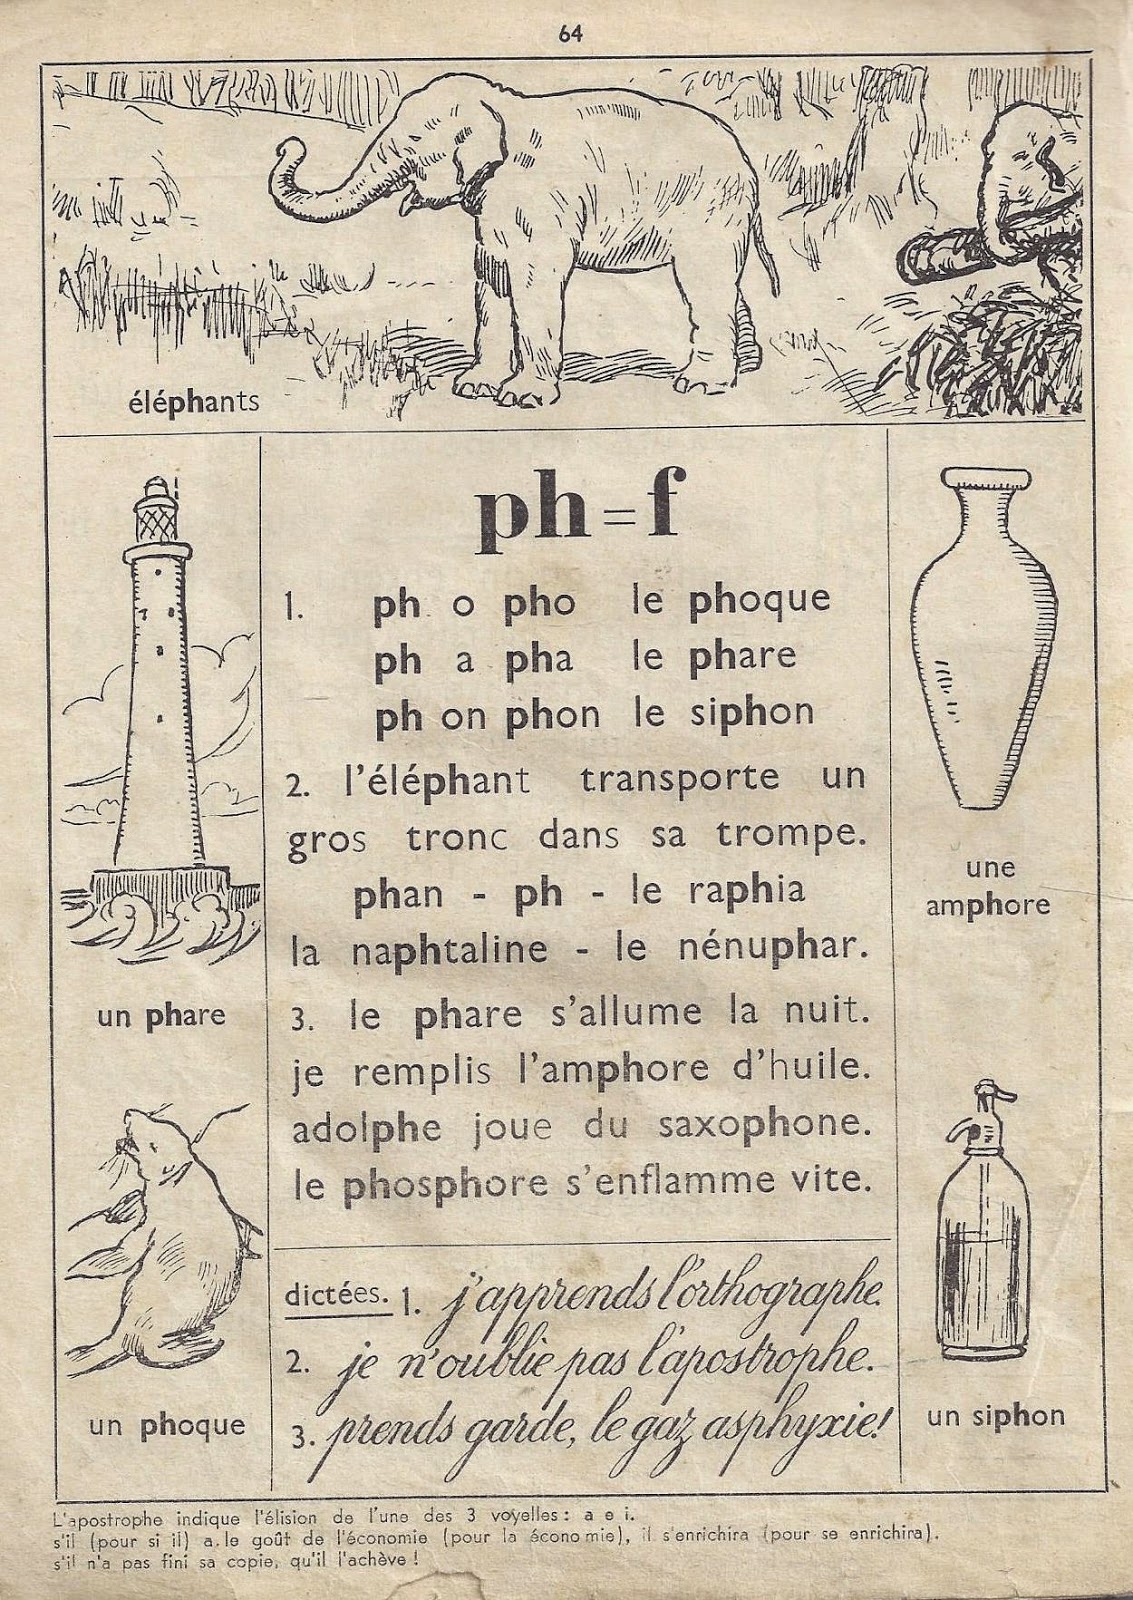 64
éléphants
ph = f
1. ph o pho le phoque
ph a pha le phare
ph on phon le siphon
2. l'éléphant transporte un
gros tronc dans sa trompe.
phan - ph - le raphia
la naphtaline - le nénuphar.
3. le phare s'allume la nuit.
je remplis l'amphore d'huile.
adolphe joue du saxophone.
le phosphore s'enflamme vite.
un phare
un phoque
une
amphore
un siphon
dictées. 1. j'apprends l'orthographe.
2. je n'oublie pas l'apostrophe.
3. prends garde, le gaz asphyxie!
L'apostrophe indique l'élision de l'une des 3 voyelles : a e i.
s'il (pour si il) a le goût de l'économie (pour la économie), il s'enrichira (pour se enrichira).
s'il n'a pas fini sa copie, qu'il l'achève !